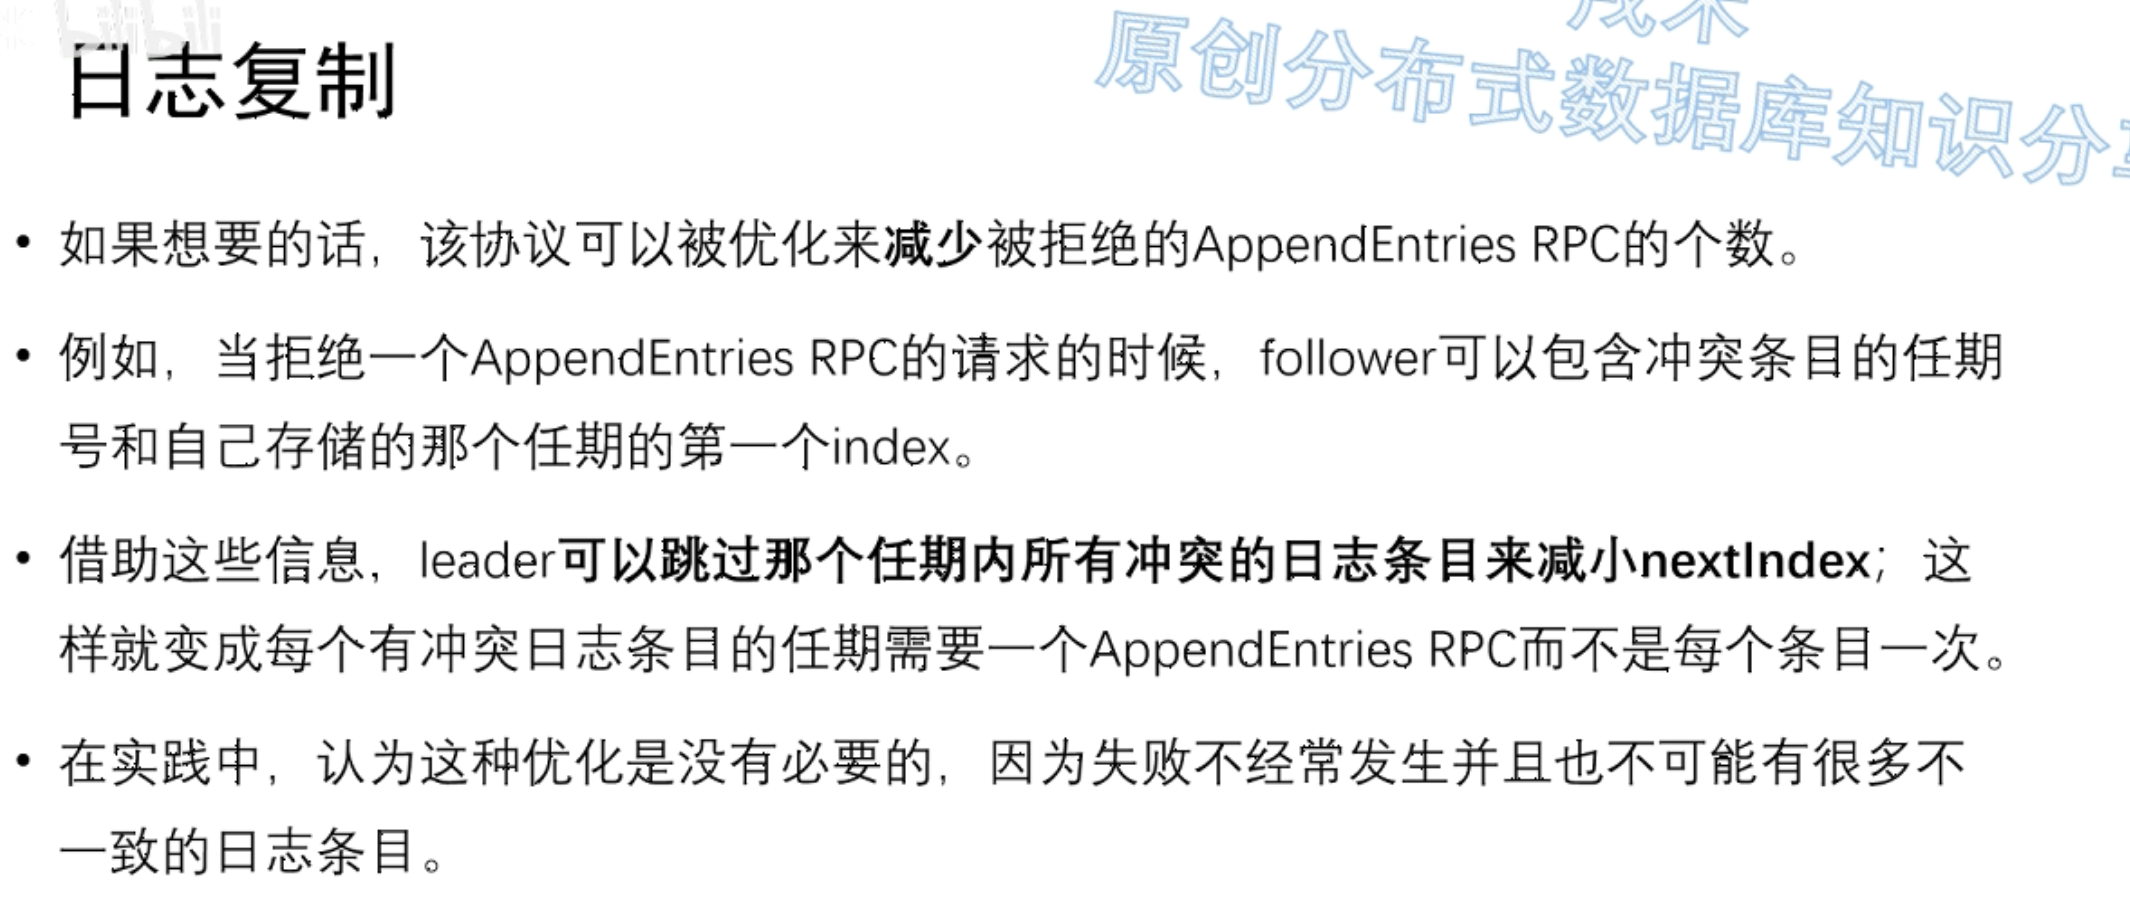 日志复制
原创分布式数据库知识分
• 如果想要的话，该协议可以被优化来减少被拒绝的AppendEntries RPC的个数。
• 例如，当拒绝一个AppendEntries RPC的请求的时候，follower可以包含冲突条目的任期
号和自己存储的那个任期的第一个index。
• 借助这些信息，leader可以跳过那个任期内所有冲突的日志条目来减小nextIndex；这
样就变成每个有冲突日志条目的任期需要一个AppendEntries RPC而不是每个条目一次。
• 在实践中，认为这种优化是没有必要的，因为失败不经常发生并且也不可能有很多不
一致的日志条目。